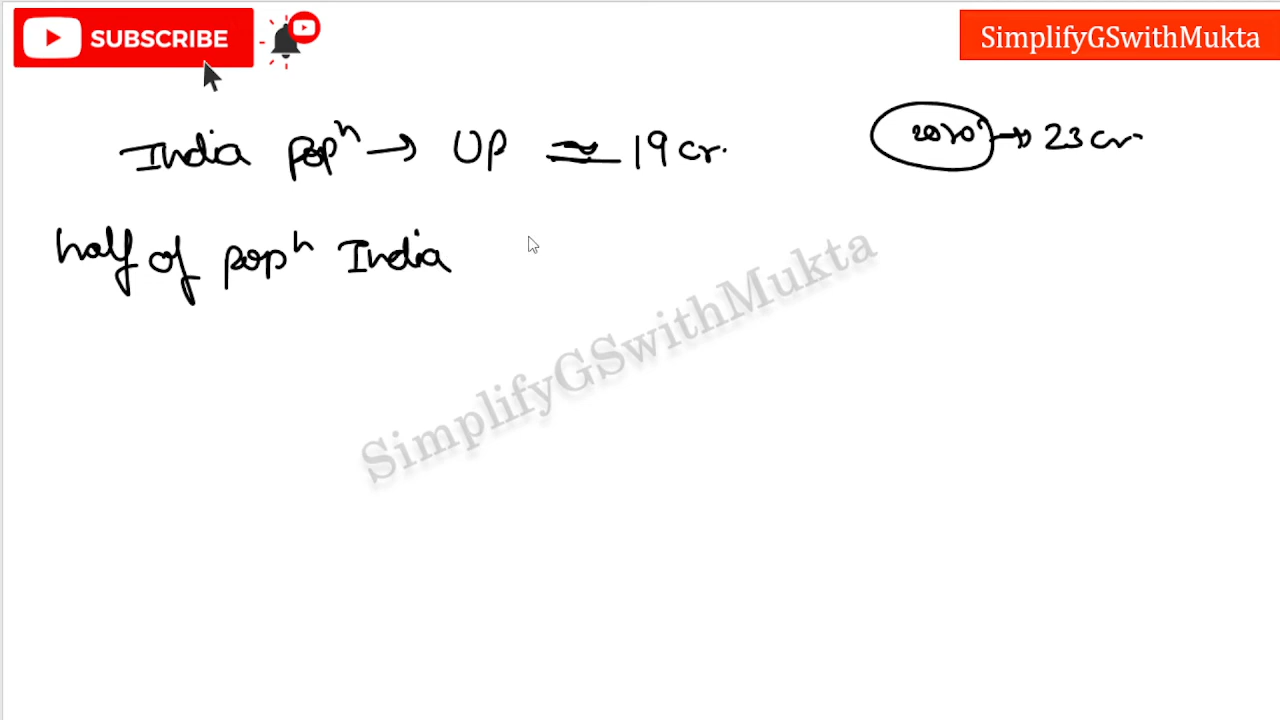 SUBSCRIBE
SimplifyGSwithMukta
India popⁿ → UP ≈ 19 cr.
2020 → 23 cr
half of popⁿ India
SimplifyGSwithMukta